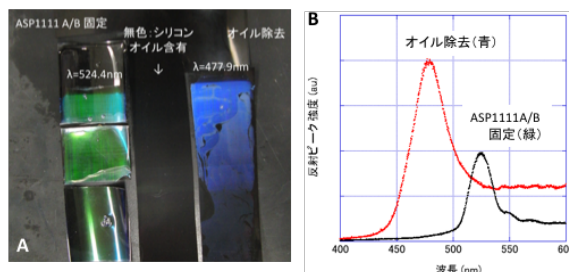 ASP1111 A/B 固定
無色:シリコン
オイル含有
↓
オイル除去
λ=524.4nm
λ=477.9nm
A
B
オイル除去(青)
ASP1111A/B
固定(緑)
反射ピーク強度(au)
400
450
500
550
600
波長(nm)